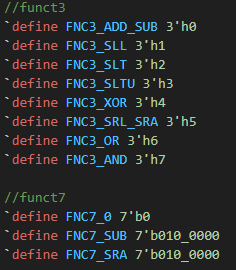 //funct3
`define FNC3_ADD_SUB 3'h0
`define FNC3_SLL 3'h1
`define FNC3_SLT 3'h2
`define FNC3_SLTU 3'h3
`define FNC3_XOR 3'h4
`define FNC3_SRL_SRA 3'h5
`define FNC3_OR 3'h6
`define FNC3_AND 3'h7
//funct7
`define FNC7_0 7'b0
`define FNC7_SUB 7'b010_0000
`define FNC7_SRA 7'b010_0000